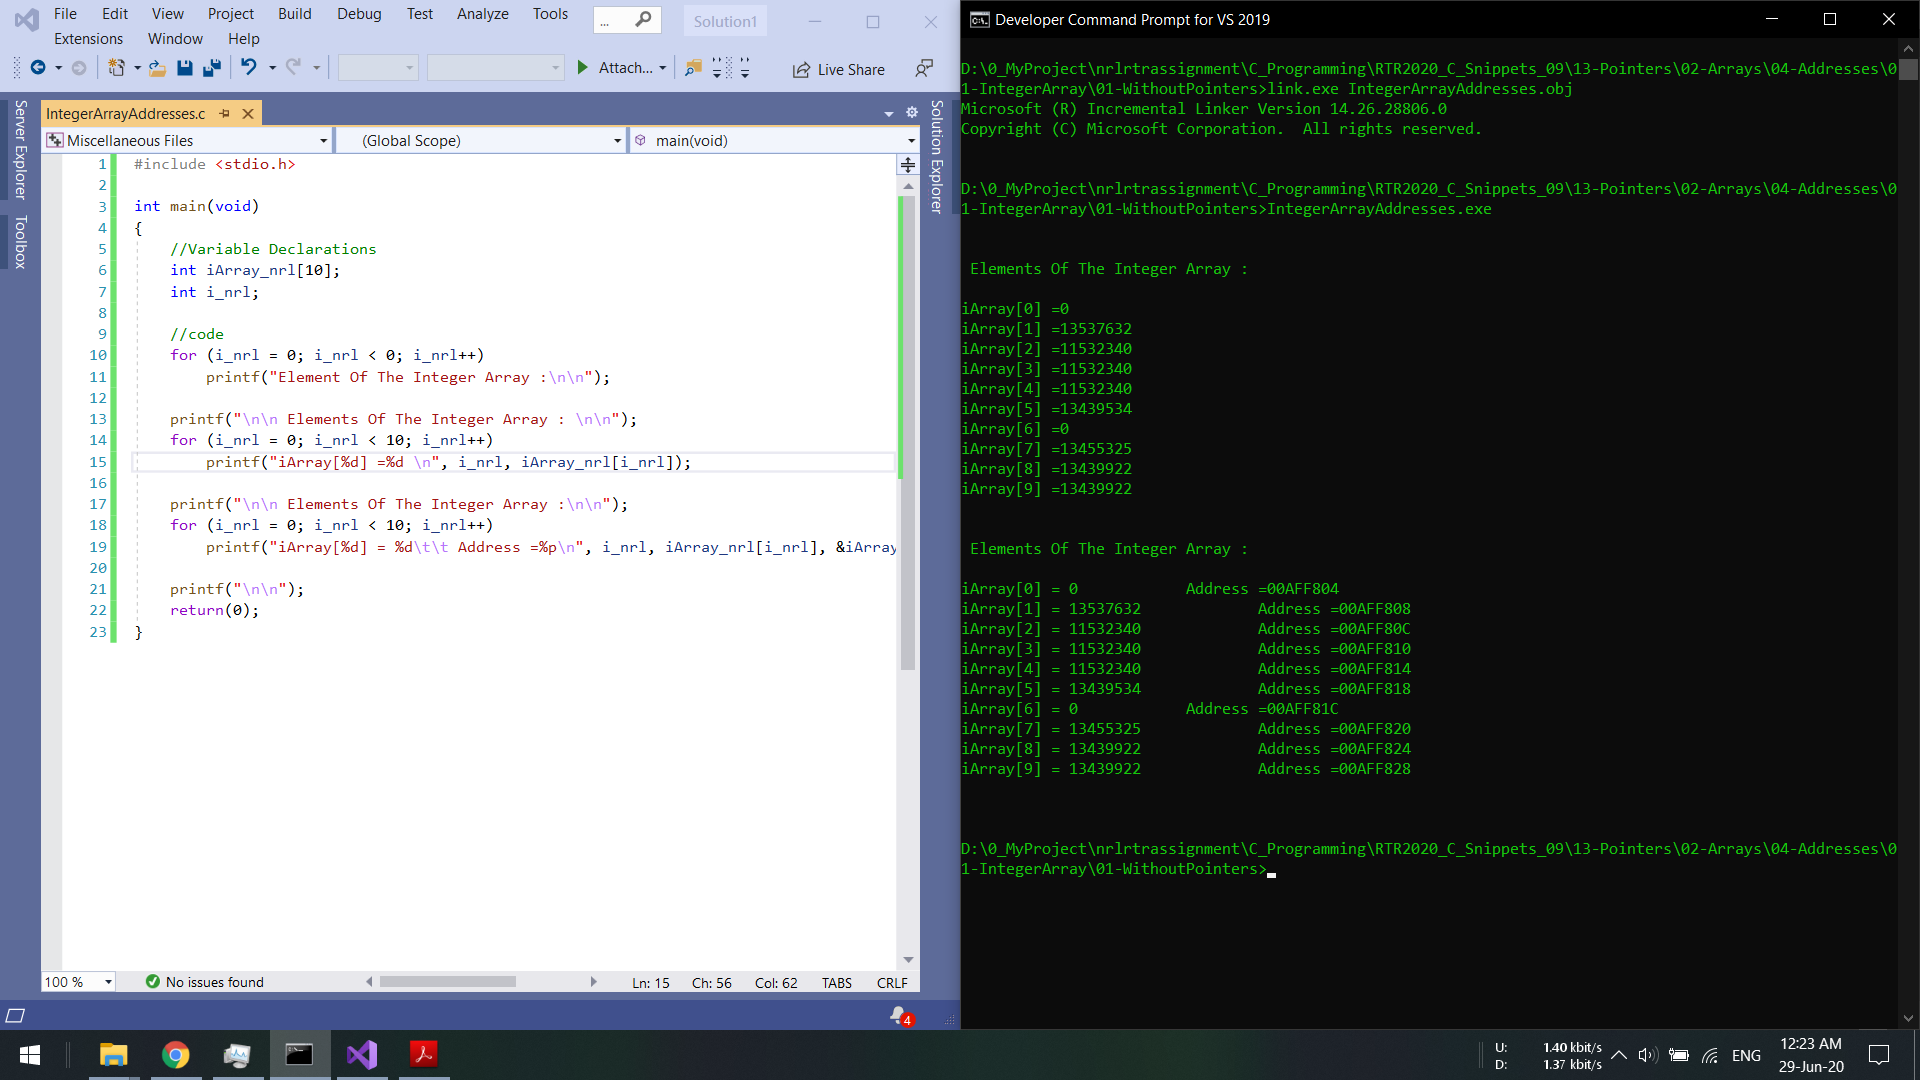 File Edit View Project Build Debug Test Analyze Tools ... Solution1
Extensions Window Help
Attach... Live Share
Server Explorer
Toolbox
IntegerArrayAddresses.c
Miscellaneous Files (Global Scope) main(void)
Solution Explorer
1 #include <stdio.h>
2
3 int main(void)
4 {
5 //Variable Declarations
6 int iArray_nrl[10];
7 int i_nrl;
8
9 //code
10 for (i_nrl = 0; i_nrl < 0; i_nrl++)
11 printf("Element Of The Integer Array :\n\n");
12
13 printf("\n\n Elements Of The Integer Array : \n\n");
14 for (i_nrl = 0; i_nrl < 10; i_nrl++)
15 printf("iArray[%d] =%d \n", i_nrl, iArray_nrl[i_nrl]);
16
17 printf("\n\n Elements Of The Integer Array :\n\n");
18 for (i_nrl = 0; i_nrl < 10; i_nrl++)
19 printf("iArray[%d] = %d\t\t Address =%p\n", i_nrl, iArray_nrl[i_nrl], &iArray
20
21 printf("\n\n");
22 return(0);
23 }
100 % No issues found Ln: 15 Ch: 56 Col: 62 TABS CRLF
4
Developer Command Prompt for VS 2019
D:\0_MyProject\nrlrtrassignment\C_Programming\RTR2020_C_Snippets_09\13-Pointers\02-Arrays\04-Addresses\0
1-IntegerArray\01-WithoutPointers>link.exe IntegerArrayAddresses.obj
Microsoft (R) Incremental Linker Version 14.26.28806.0
Copyright (C) Microsoft Corporation.  All rights reserved.
D:\0_MyProject\nrlrtrassignment\C_Programming\RTR2020_C_Snippets_09\13-Pointers\02-Arrays\04-Addresses\0
1-IntegerArray\01-WithoutPointers>IntegerArrayAddresses.exe
Elements Of The Integer Array :
iArray[0] =0
iArray[1] =13537632
iArray[2] =11532340
iArray[3] =11532340
iArray[4] =11532340
iArray[5] =13439534
iArray[6] =0
iArray[7] =13455325
iArray[8] =13439922
iArray[9] =13439922
Elements Of The Integer Array :
iArray[0] = 0 Address =00AFF804
iArray[1] = 13537632 Address =00AFF808
iArray[2] = 11532340 Address =00AFF80C
iArray[3] = 11532340 Address =00AFF810
iArray[4] = 11532340 Address =00AFF814
iArray[5] = 13439534 Address =00AFF818
iArray[6] = 0 Address =00AFF81C
iArray[7] = 13455325 Address =00AFF820
iArray[8] = 13439922 Address =00AFF824
iArray[9] = 13439922 Address =00AFF828
D:\0_MyProject\nrlrtrassignment\C_Programming\RTR2020_C_Snippets_09\13-Pointers\02-Arrays\04-Addresses\0
1-IntegerArray\01-WithoutPointers>
U: 1.40 kbit/s
D: 1.37 kbit/s
ENG
12:23 AM
29-Jun-20